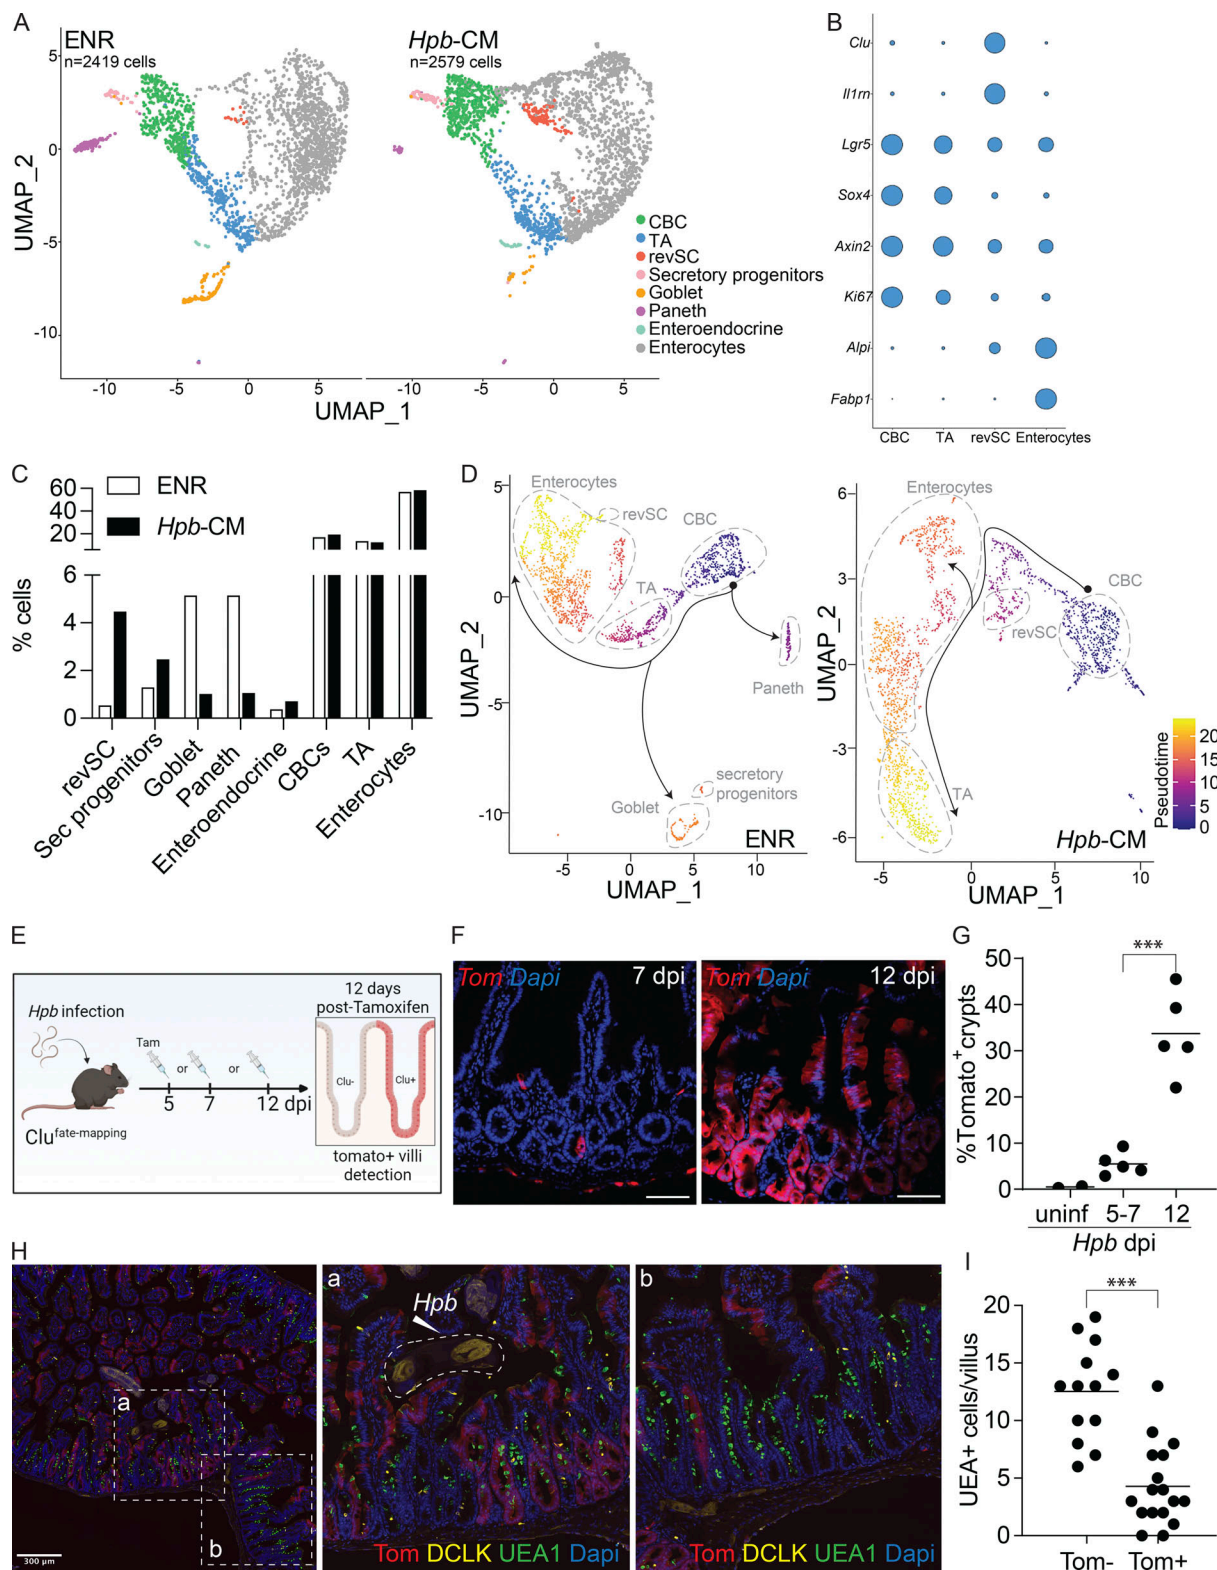 A
ENR
n=2419 cells
Hpb-CM
n=2579 cells
UMAP_2
5
0
-5
-10
-10 -5 0 5
-10 -5 0 5
UMAP_1
CBC
TA
revSC
Secretory progenitors
Goblet
Paneth
Enteroendocrine
Enterocytes
B
Clu
Il1rn
Lgr5
Sox4
Axin2
Ki67
Alpi
Fabp1
CBC TA revSC Enterocytes
C
ENR
Hpb-CM
% cells
60
40
20
6
4
2
0
revSC
Sec progenitors
Goblet
Paneth
Enteroendocrine
CBCs
TA
Enterocytes
D
Enterocytes
revSC
CBC
TA
Paneth
secretory
progenitors
Goblet
ENR
UMAP_2
5
0
-5
-10
-5 0 5 10
UMAP_1
Enterocytes
CBC
revSC
TA
Hpb-CM
UMAP_2
6
3
0
-3
-6
-5 0 5 10
UMAP_1
Pseudotime
20
15
10
5
0
E
Hpb infection
Tam
or or
5 7 12 dpi
Clufate-mapping
12 days
post-Tamoxifen
Clu- Clu+
tomato+ villi
detection
F
Tom Dapi 7 dpi
Tom Dapi 12 dpi
G
***
%Tomato+ crypts
50
40
30
20
10
0
uninf 5-7 12
Hpb dpi
H
a
b
300 µm
a
Hpb
Tom DCLK UEA1 Dapi
b
Tom DCLK UEA1 Dapi
I
***
UEA+ cells/villus
20
15
10
5
0
Tom- Tom+